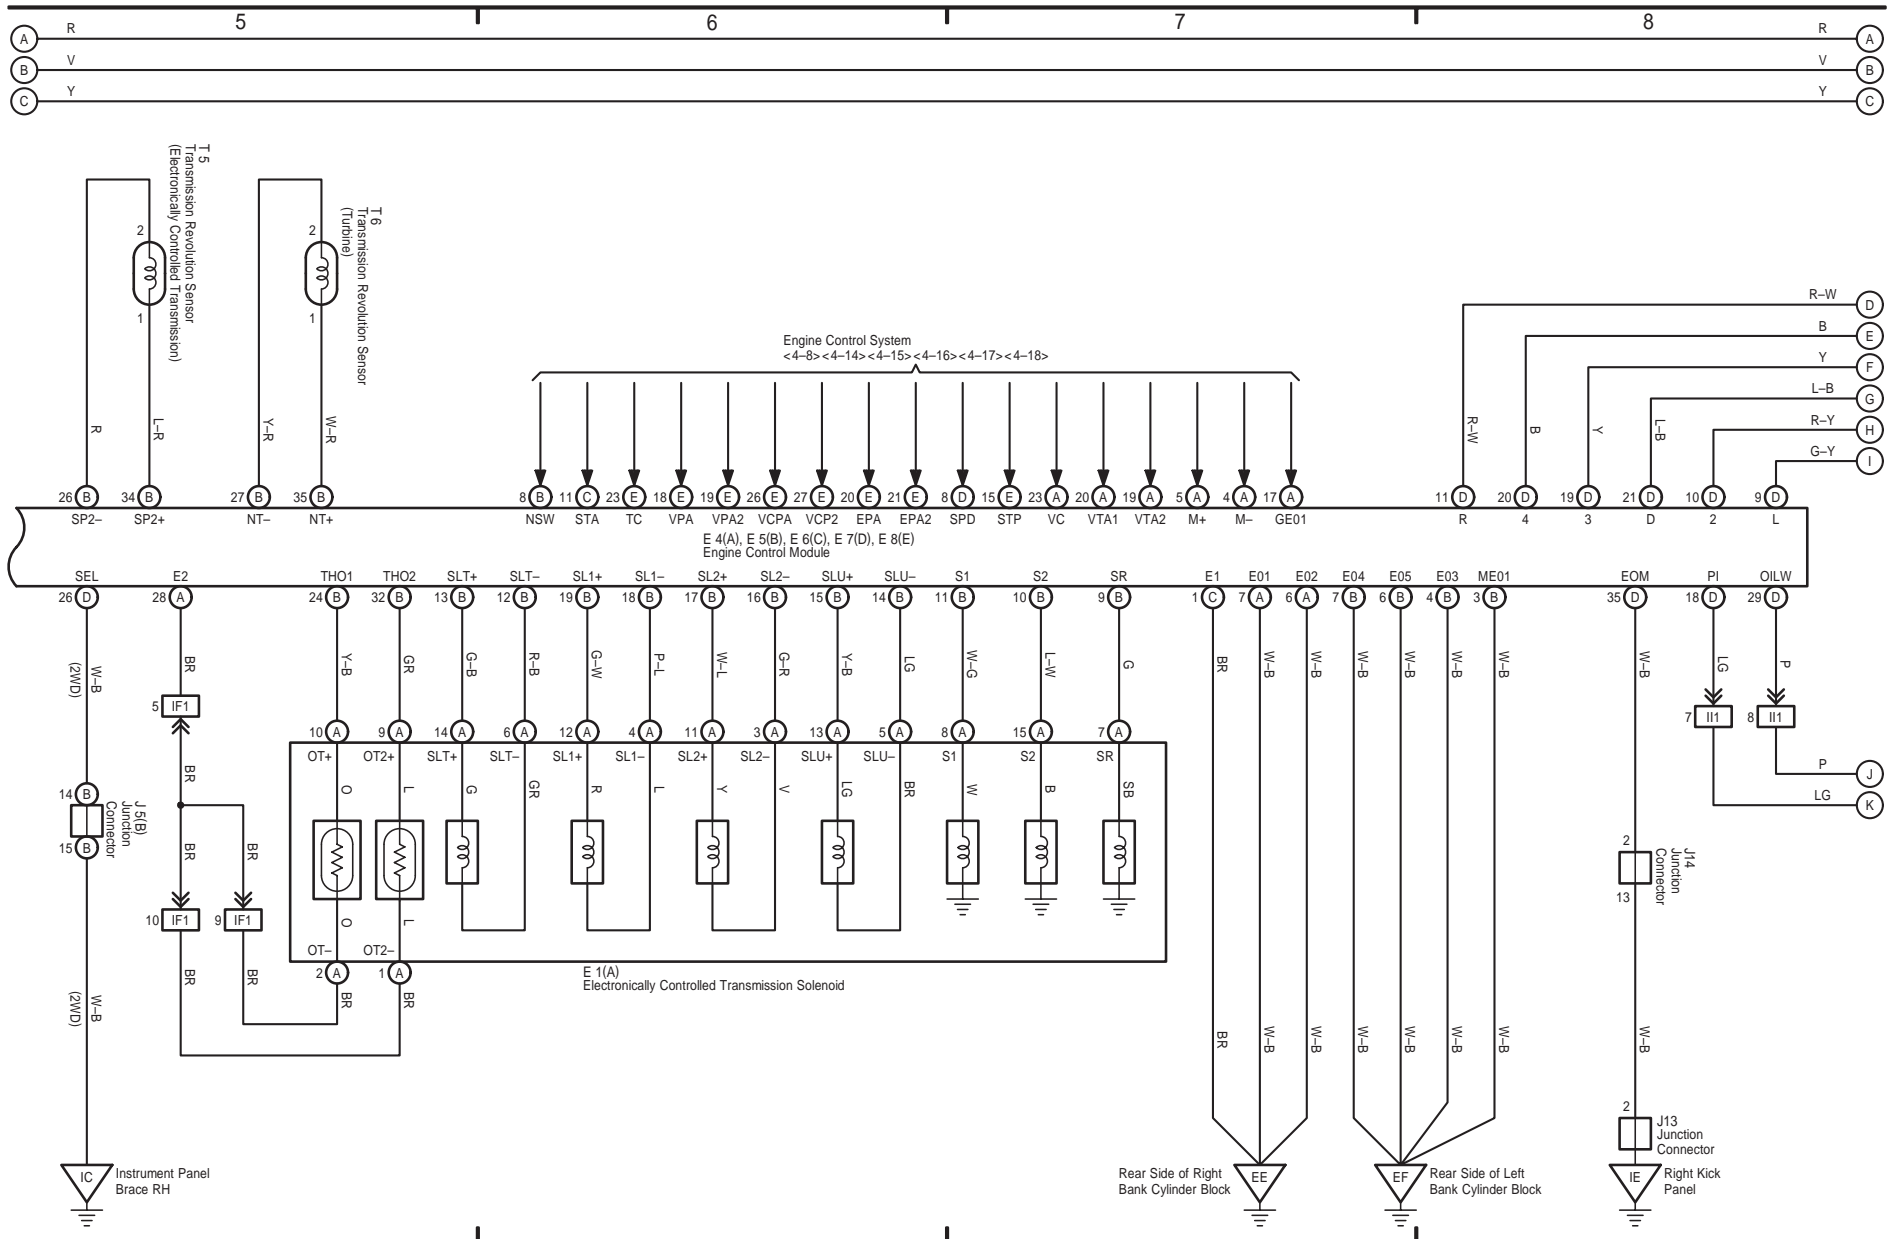 5 6 7 8
A R R A
B V V B
C Y Y C
T 5
Transmission Revolution Sensor
(Electronically Controlled Transmission)
T 6
Transmission Revolution Sensor
(Turbine)
2 2
1 1
R L–R Y–R W–R
Engine Control System
<4–8><4–14><4–15><4–16><4–17><4–18>
R–W D
B E
Y F
L–B G
R–Y H
G–Y I
R–W B Y L–B
26 B 34 B 27 B 35 B 8 B 11 C 23 E 18 E 19 E 26 E 27 E 20 E 21 E 8 D 15 E 23 A 20 A 19 A 5 A 4 A 17 A 11 D 20 D 19 D 21 D 10 D 9 D
SP2– SP2+ NT– NT+ NSW STA TC VPA VPA2 VCPA VCP2 EPA EPA2 SPD STP VC VTA1 VTA2 M+ M– GE01 R 4 3 D 2 L
E 4(A), E 5(B), E 6(C), E 7(D), E 8(E)
Engine Control Module
SEL E2 THO1 THO2 SLT+ SLT– SL1+ SL1– SL2+ SL2– SLU+ SLU– S1 S2 SR E1 E01 E02 E04 E05 E03 ME01 EOM PI OILW
26 D 28 A 24 B 32 B 13 B 12 B 19 B 18 B 17 B 16 B 15 B 14 B 11 B 10 B 9 B 1 C 7 A 6 A 7 B 6 B 4 B 3 B 35 D 18 D 29 D
W–B (2WD) BR Y–B GR G–B R–B G–W P–L W–L G–R Y–B LG W–G L–W G BR W–B W–B W–B W–B W–B W–B W–B LG P
5 IF1 7 II1 8 II1
10 A 9 A 14 A 6 A 12 A 4 A 11 A 3 A 13 A 5 A 8 A 15 A 7 A
OT+ OT2+ SLT+ SLT– SL1+ SL1– SL2+ SL2– SLU+ SLU– S1 S2 SR
BR O L G GR R L Y V LG BR W B SB
P J
LG K
14 B
15 B
J 5(B)
Junction
Connector
BR BR
2
13
J14
Junction
Connector
10 IF1 9 IF1
O L
OT– OT2–
2 A 1 A
BR BR BR BR
E 1(A)
Electronically Controlled Transmission Solenoid
W–B (2WD)
BR W–B W–B W–B W–B W–B W–B W–B
2
J13
Junction
Connector
IC Instrument Panel
Brace RH
Rear Side of Right
Bank Cylinder Block
EE
EF
Rear Side of Left
Bank Cylinder Block
IE Right Kick
Panel